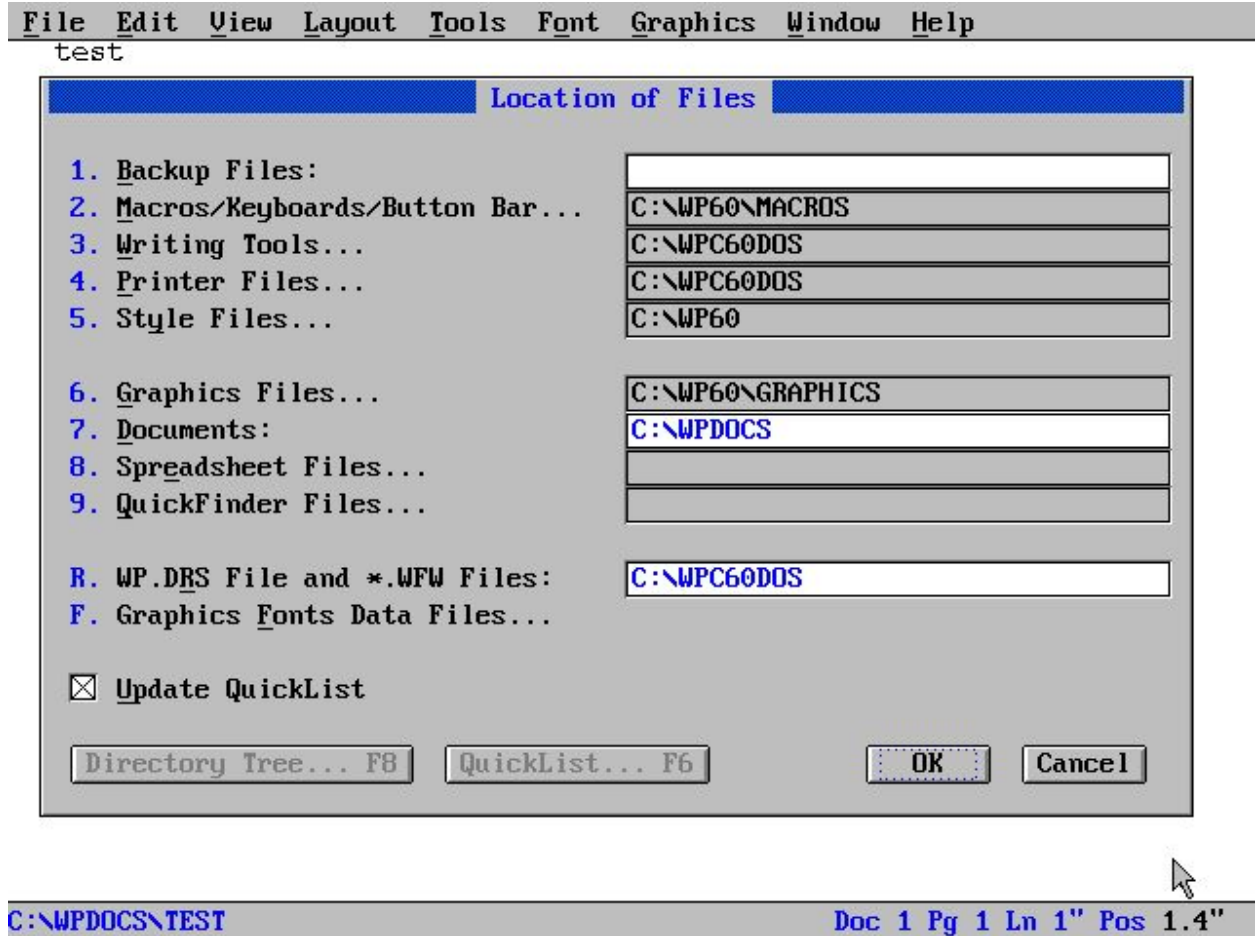 File Edit View Layout Tools Font Graphics Window Help
test
Location of Files
1. Backup Files:
2. Macros/Keyboards/Button Bar... C:\WP60\MACROS
3. Writing Tools... C:\WPC60DOS
4. Printer Files... C:\WPC60DOS
5. Style Files... C:\WP60
6. Graphics Files... C:\WP60\GRAPHICS
7. Documents: C:\WPDOCS
8. Spreadsheet Files...
9. QuickFinder Files...
R. WP.DRS File and *.WFW Files: C:\WPC60DOS
F. Graphics Fonts Data Files...
Update QuickList
Directory Tree... F8 QuickList... F6 OK Cancel
C:\WPDOCS\TEST Doc 1 Pg 1 Ln 1" Pos 1.4"